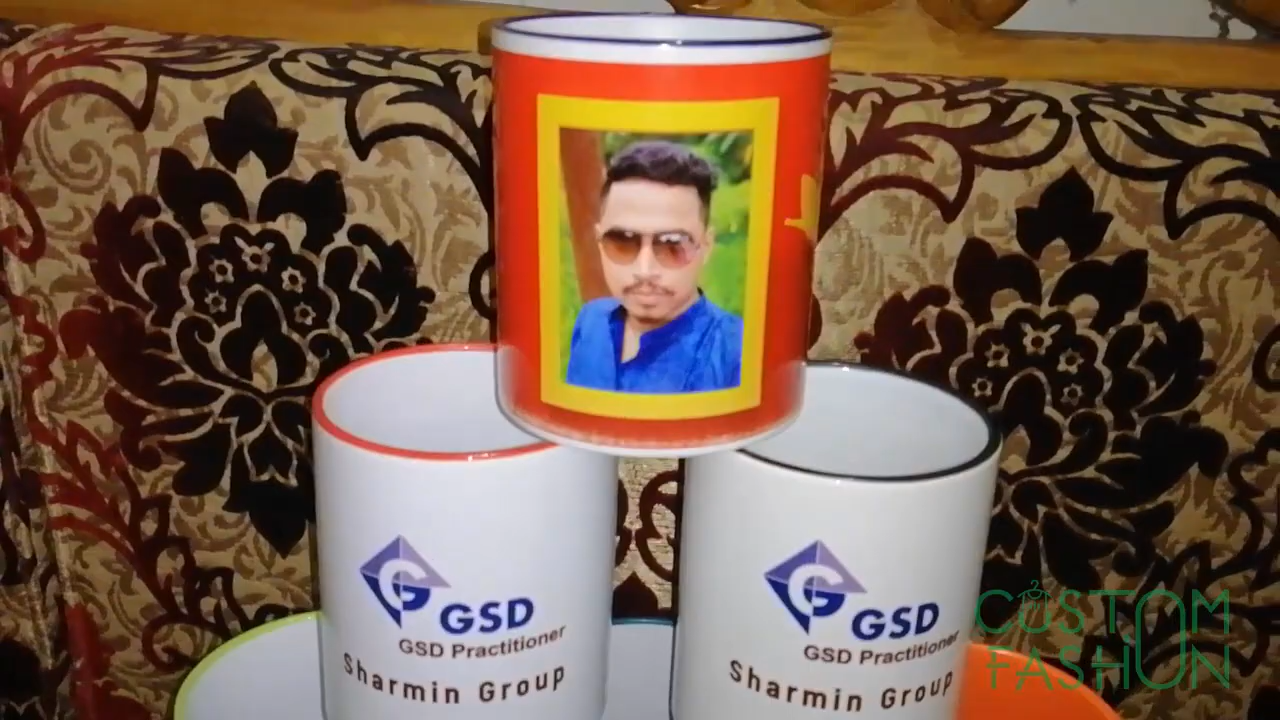 G
GSD
GSD Practitioner
Sharmin Group
G
GSD
GSD Practitioner
Sharmin Group
CUSTOM
FASHION